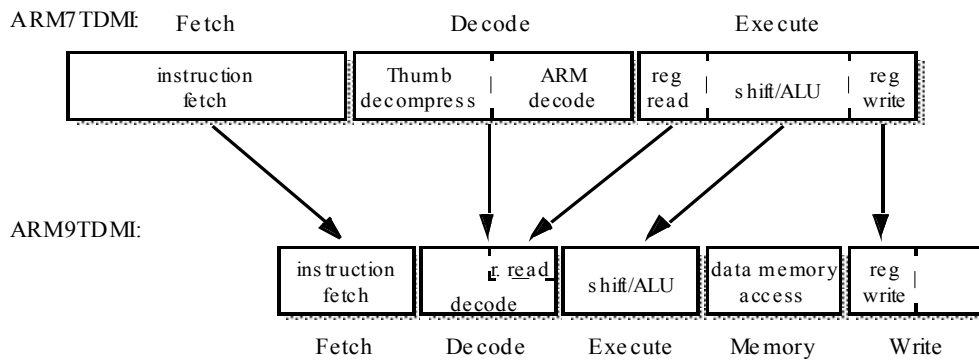 ARM7TDMI: Fetch Decode Execute
instruction Thumb ARM reg shift/ALU reg
fetch decompress decode read write
ARM9TDMI:
instruction r. read shift/ALU data memory reg
fetch decode access write
Fetch Decode Execute Memory Write